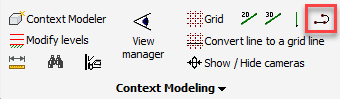 Context Modeler
Modify levels
View
manager
Grid
20
30
Convert line to a grid line
Show / Hide cameras
Context Modeling